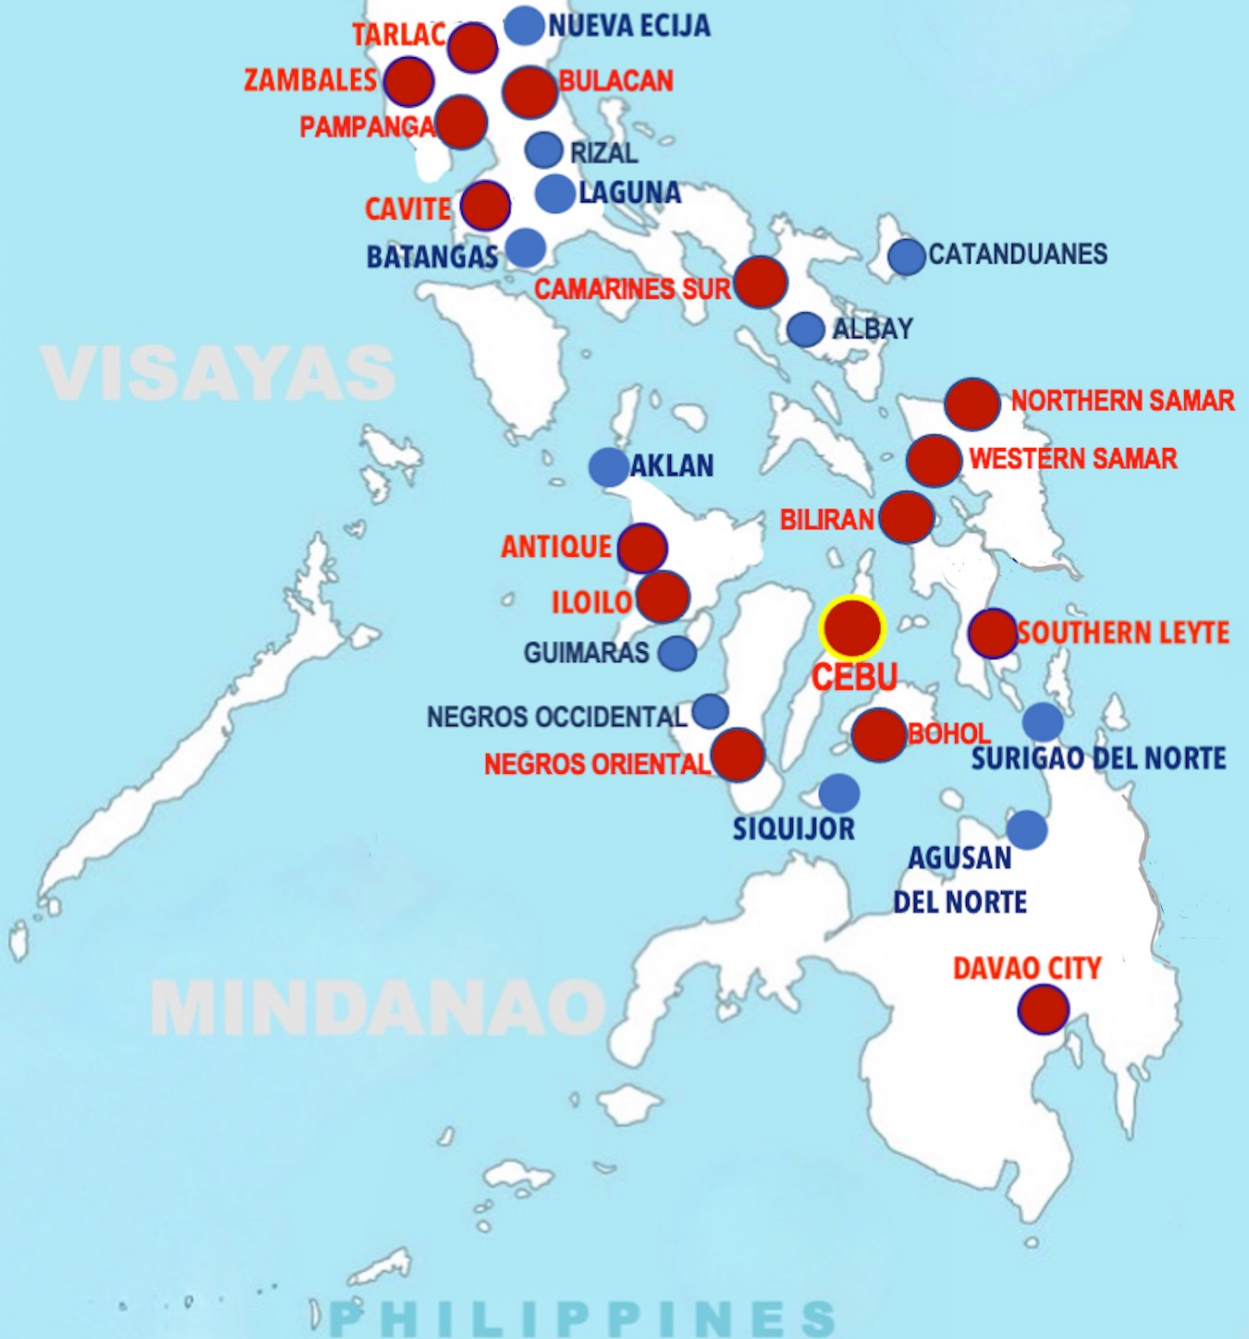 NUEVA ECIJA
TARLAC
ZAMBALES
BULACAN
PAMPANGA
RIZAL
LAGUNA
CAVITE
BATANGAS
CATANDUANES
CAMARINES SUR
ALBAY
VISAYAS
NORTHERN SAMAR
WESTERN SAMAR
AKLAN
BILIRAN
ANTIQUE
ILOILO
SOUTHERN LEYTE
GUIMARAS
CEBU
NEGROS OCCIDENTAL
BOHOL
NEGROS ORIENTAL
SURIGAO DEL NORTE
SIQUIJOR
AGUSAN
DEL NORTE
DAVAO CITY
MINDANAO
PHILIPPINES